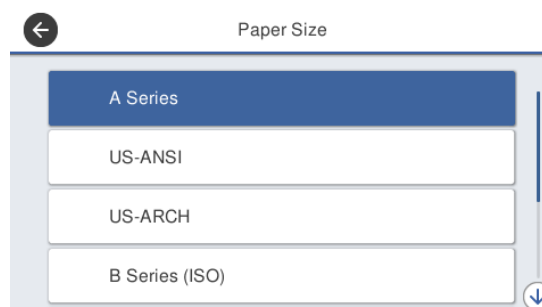 Paper Size
A Series
US-ANSI
US-ARCH
B Series (ISO)